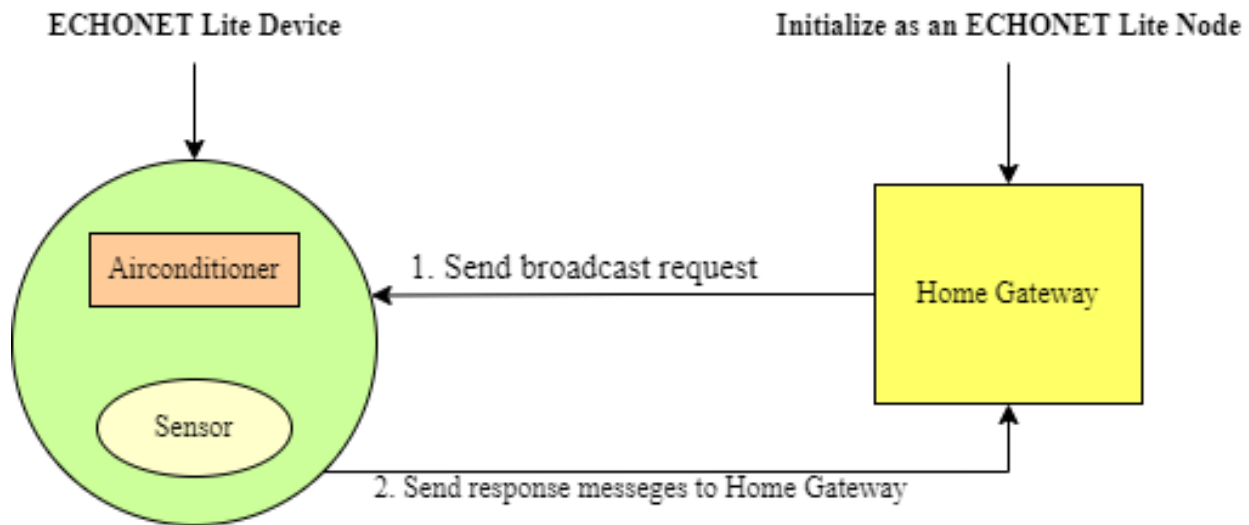 ECHONET Lite Device
Initialize as an ECHONET Lite Node
Airconditioner
1. Send broadcast request
Home Gateway
Sensor
2. Send response messeges to Home Gateway